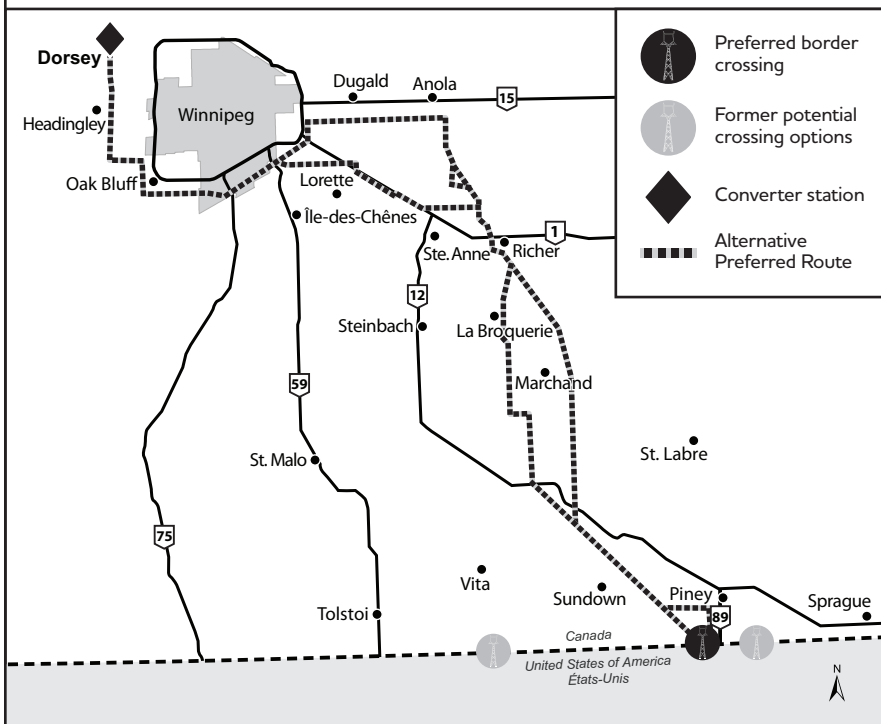 Dorsey
Headingley
Winnipeg
Dugald
Anola
15
Preferred border
crossing
Former potential
crossing options
Converter station
Alternative
Preferred Route
Oak Bluff
Lorette
Île-des-Chênes
Ste. Anne
Richer
1
12
Steinbach
La Broquerie
59
Marchand
St. Malo
St. Labre
75
Vita
Sundown
Piney
89
Sprague
Tolstoi
Canada
United States of America
États-Unis
N